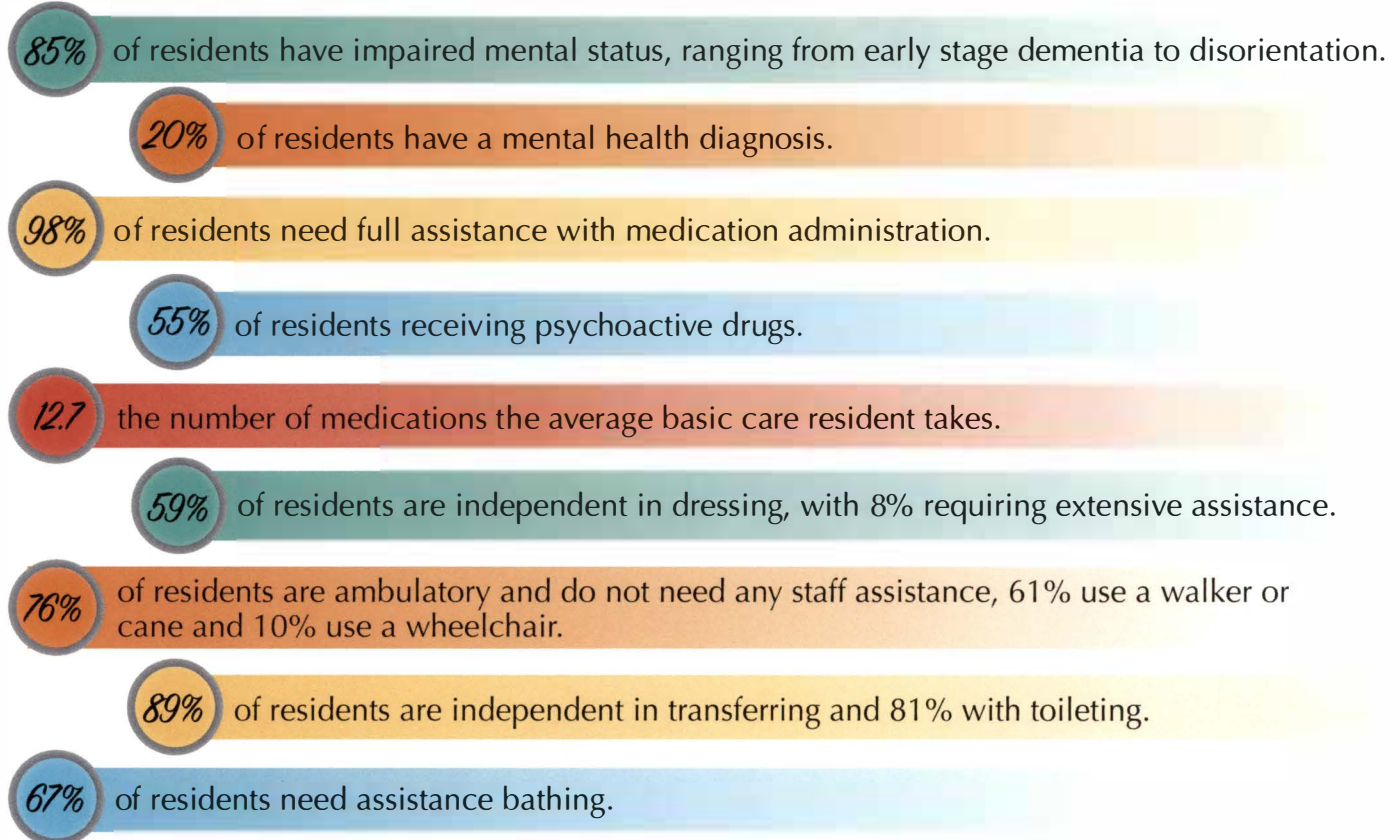 85% of residents have impaired mental status, ranging from early stage dementia to disorientation.
20% of residents have a mental health diagnosis.
98% of residents need full assistance with medication administration.
55% of residents receiving psychoactive drugs.
12.7 the number of medications the average basic care resident takes.
59% of residents are independent in dressing, with 8% requiring extensive assistance.
76% of residents are ambulatory and do not need any staff assistance, 61% use a walker or
cane and 10% use a wheelchair.
89% of residents are independent in transferring and 81% with toileting.
67% of residents need assistance bathing.